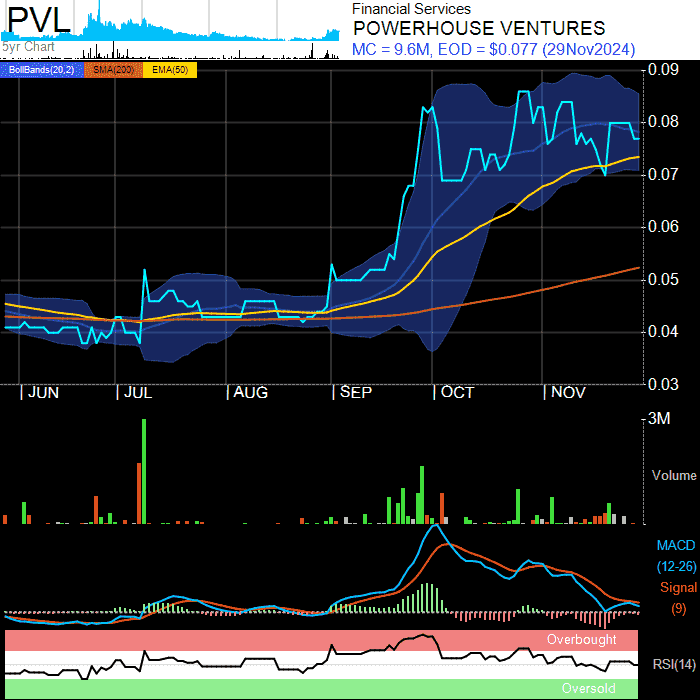 PVL
5yr Chart
Financial Services
POWERHOUSE VENTURES
MC = 9.6M, EOD = $0.077 (29Nov2024)
BollBands(20,2) SMA(200) EMA(50)
0.09
0.08
0.07
0.06
0.05
0.04
0.03
JUN JUL AUG SEP OCT NOV
3M
Volume
MACD
(12-26)
Signal
(9)
Overbought
RSI(14)
Oversold